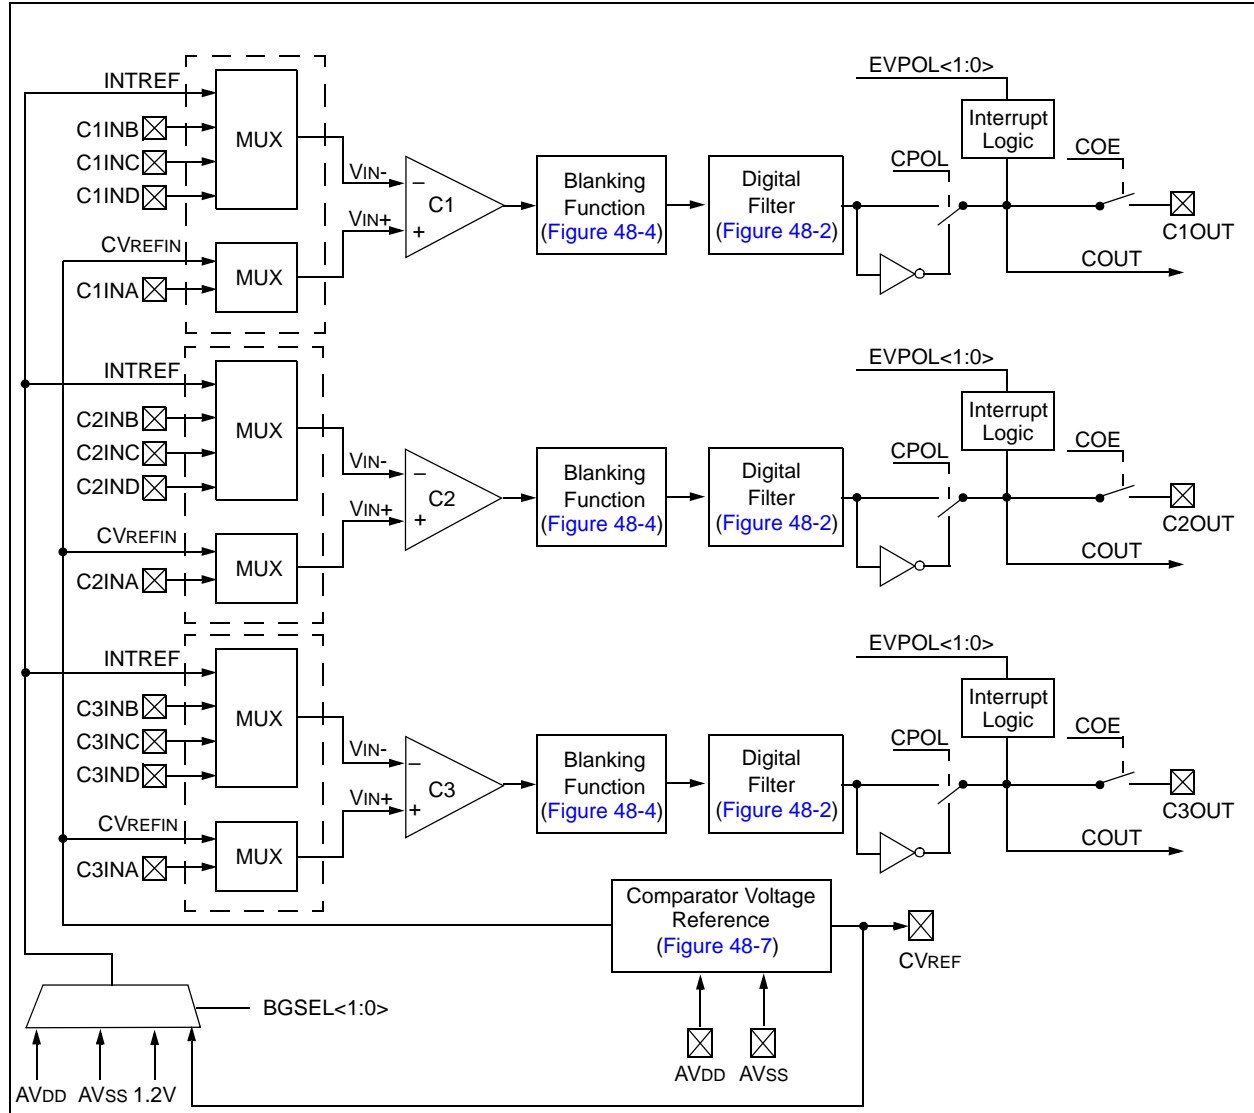 EVPOL<1:0>
INTREF
C1INB
C1INC
C1IND
MUX
VIN-
CVREFIN
C1INA
MUX
VIN+
−
C1
+
Blanking
Function
(Figure 48-4)
Digital
Filter
(Figure 48-2)
CPOL
Interrupt
Logic
COE
C1OUT
COUT
EVPOL<1:0>
INTREF
C2INB
C2INC
C2IND
MUX
VIN-
CVREFIN
C2INA
MUX
VIN+
−
C2
+
Blanking
Function
(Figure 48-4)
Digital
Filter
(Figure 48-2)
CPOL
Interrupt
Logic
COE
C2OUT
COUT
EVPOL<1:0>
INTREF
C3INB
C3INC
C3IND
MUX
VIN-
CVREFIN
C3INA
MUX
VIN+
−
C3
+
Blanking
Function
(Figure 48-4)
Digital
Filter
(Figure 48-2)
CPOL
Interrupt
Logic
COE
C3OUT
COUT
Comparator Voltage
Reference
(Figure 48-7)
CVREF
BGSEL<1:0>
AVDD AVSS
AVDD AVSS 1.2V